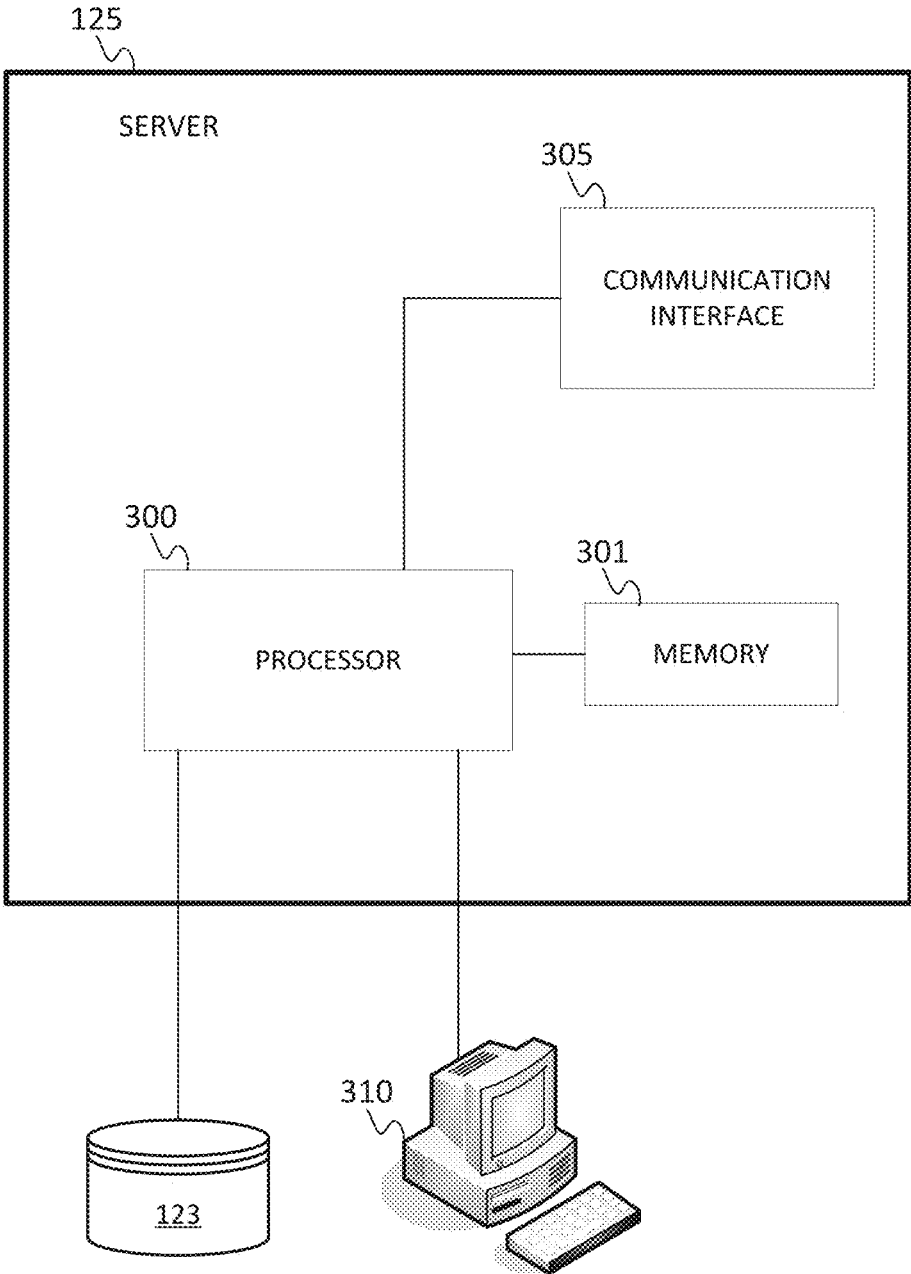 125
SERVER
305
COMMUNICATION
INTERFACE
300
301
PROCESSOR
MEMORY
310
123